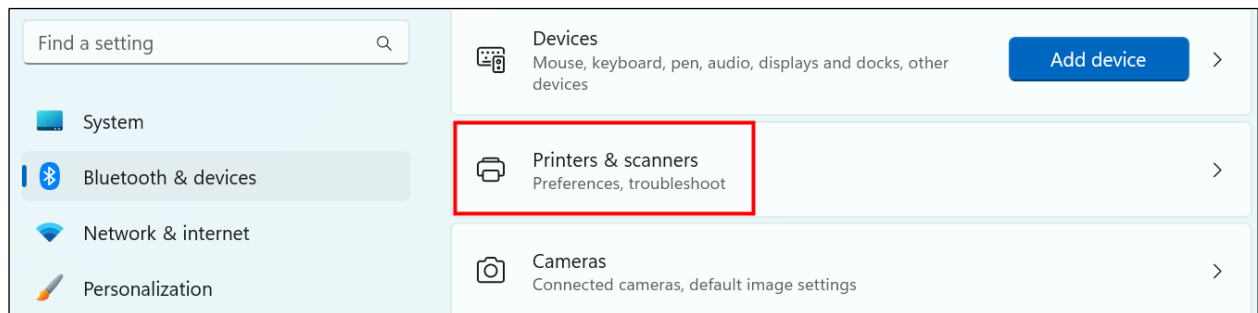 Find a setting
System
Bluetooth & devices
Network & internet
Personalization
Devices
Mouse, keyboard, pen, audio, displays and docks, other
devices
Add device
Printers & scanners
Preferences, troubleshoot
Cameras
Connected cameras, default image settings